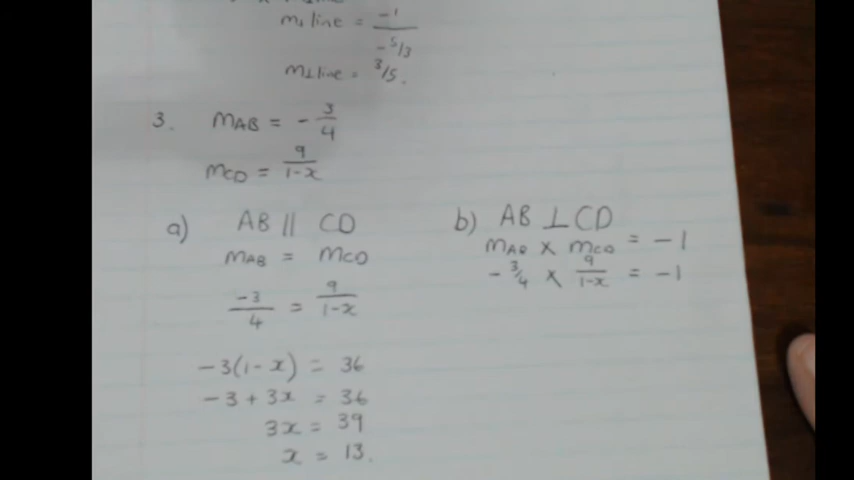 m⊥ line = -1 / -5/3
m⊥ line = 3/5.
3. mAB = - 3/4
mCD = 9/1-x
a) AB || CD
mAB = mCD
-3/4 = 9/1-x
-3(1-x) = 36
-3 + 3x = 36
3x = 39
x = 13.
b) AB ⊥ CD
mAB × mCD = -1
- 3/4 × 9/1-x = -1